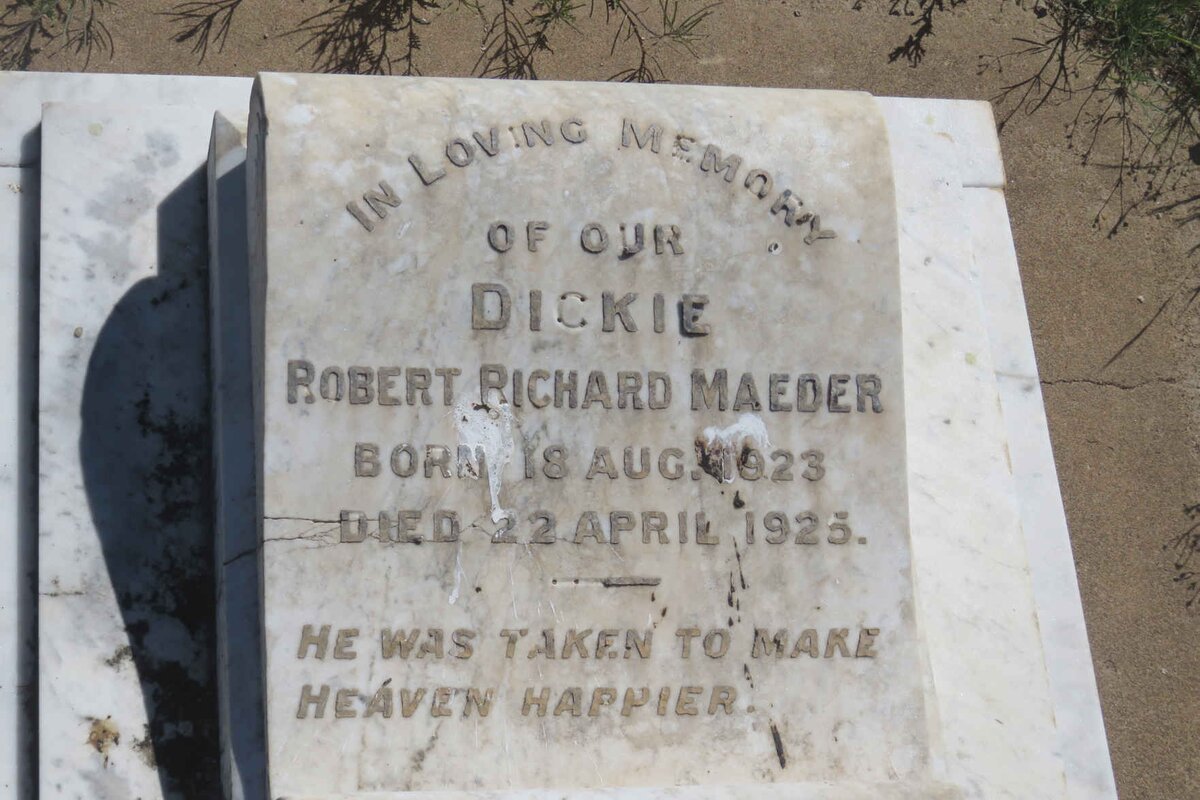 IN LOVING MEMORY
OF OUR
DICKIE
ROBERT RICHARD MAEDER
BORN 18 AUG. 1923
DIED 22 APRIL 1925.
HE WAS TAKEN TO MAKE
HEAVEN HAPPIER.